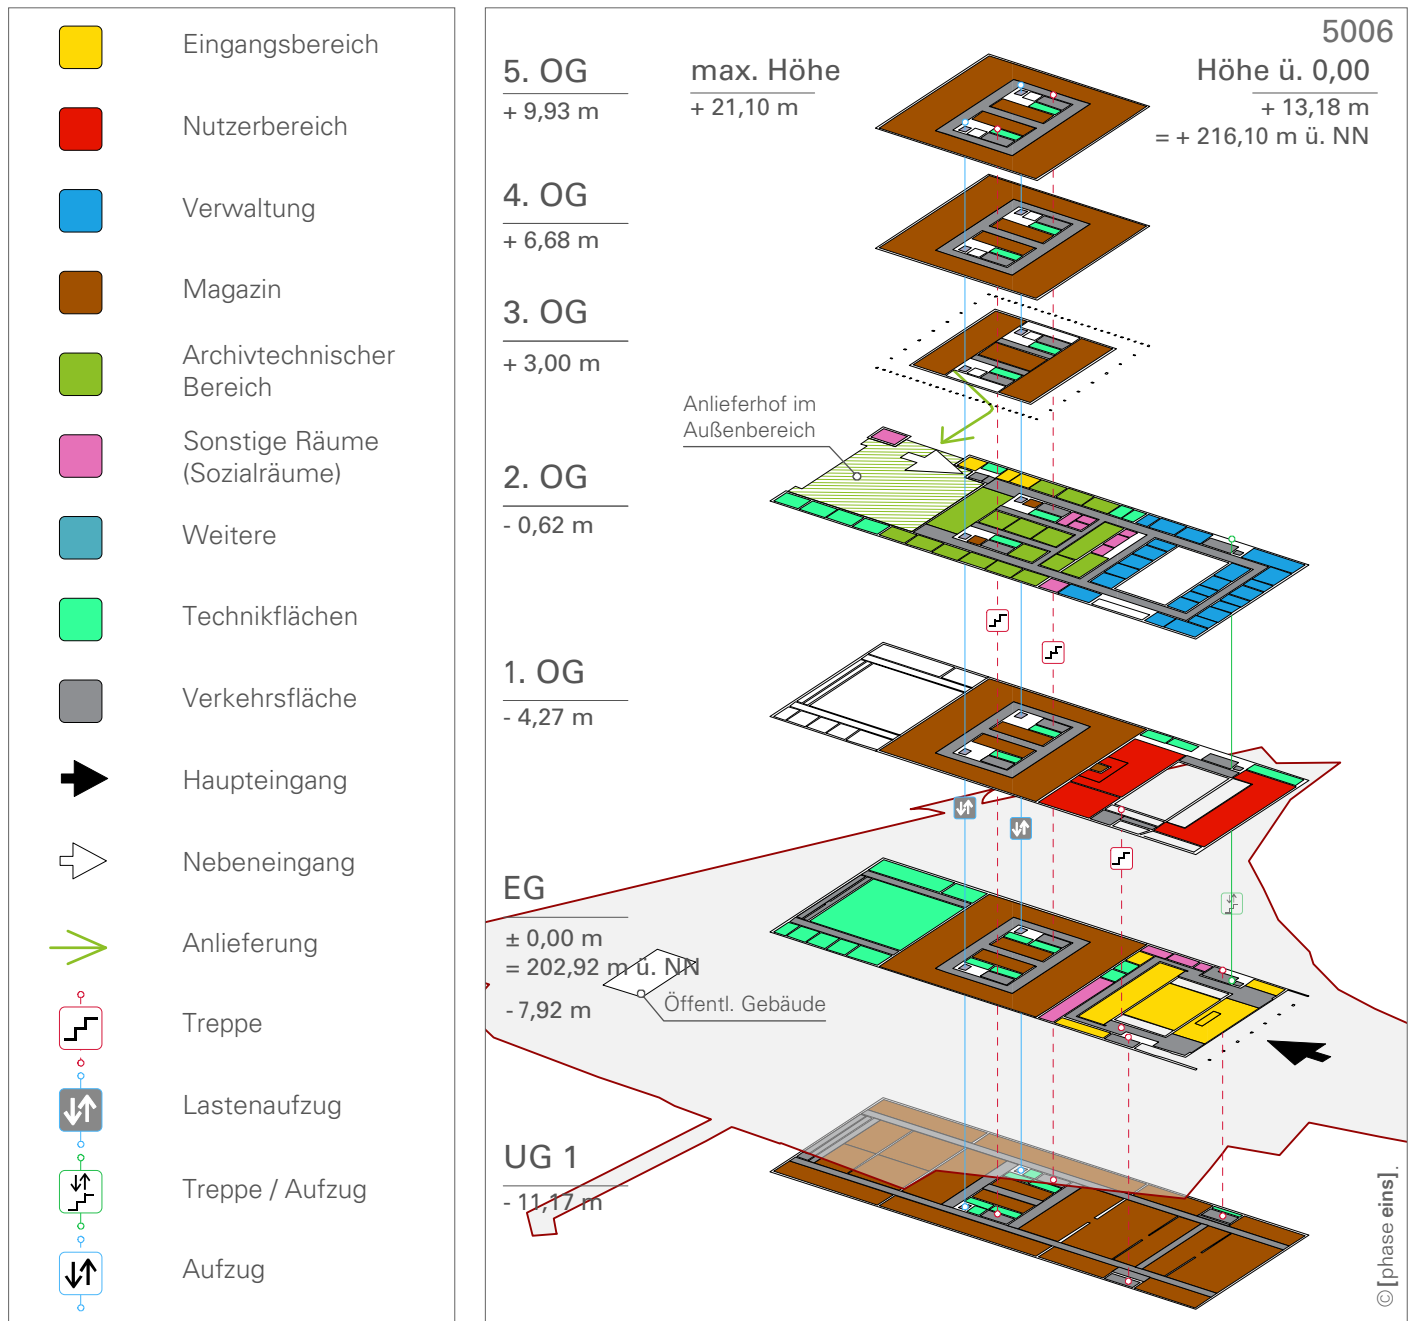 Eingangsbereich
Nutzerbereich
Verwaltung
Magazin
Archivtechnischer
Bereich
Sonstige Räume
(Sozialräume)
Weitere
Technikflächen
Verkehrsfläche
Haupteingang
Nebeneingang
Anlieferung
Treppe
Lastenaufzug
Treppe / Aufzug
Aufzug
5006
5. OG
+ 9,93 m
max. Höhe
+ 21,10 m
Höhe ü. 0,00
+ 13,18 m
= + 216,10 m ü. NN
4. OG
+ 6,68 m
3. OG
+ 3,00 m
Anlieferhof im
Außenbereich
2. OG
- 0,62 m
1. OG
- 4,27 m
EG
± 0,00 m
= 202,92 m ü. NN
- 7,92 m
Öffentl. Gebäude
UG 1
- 11,17 m
© [phase eins].